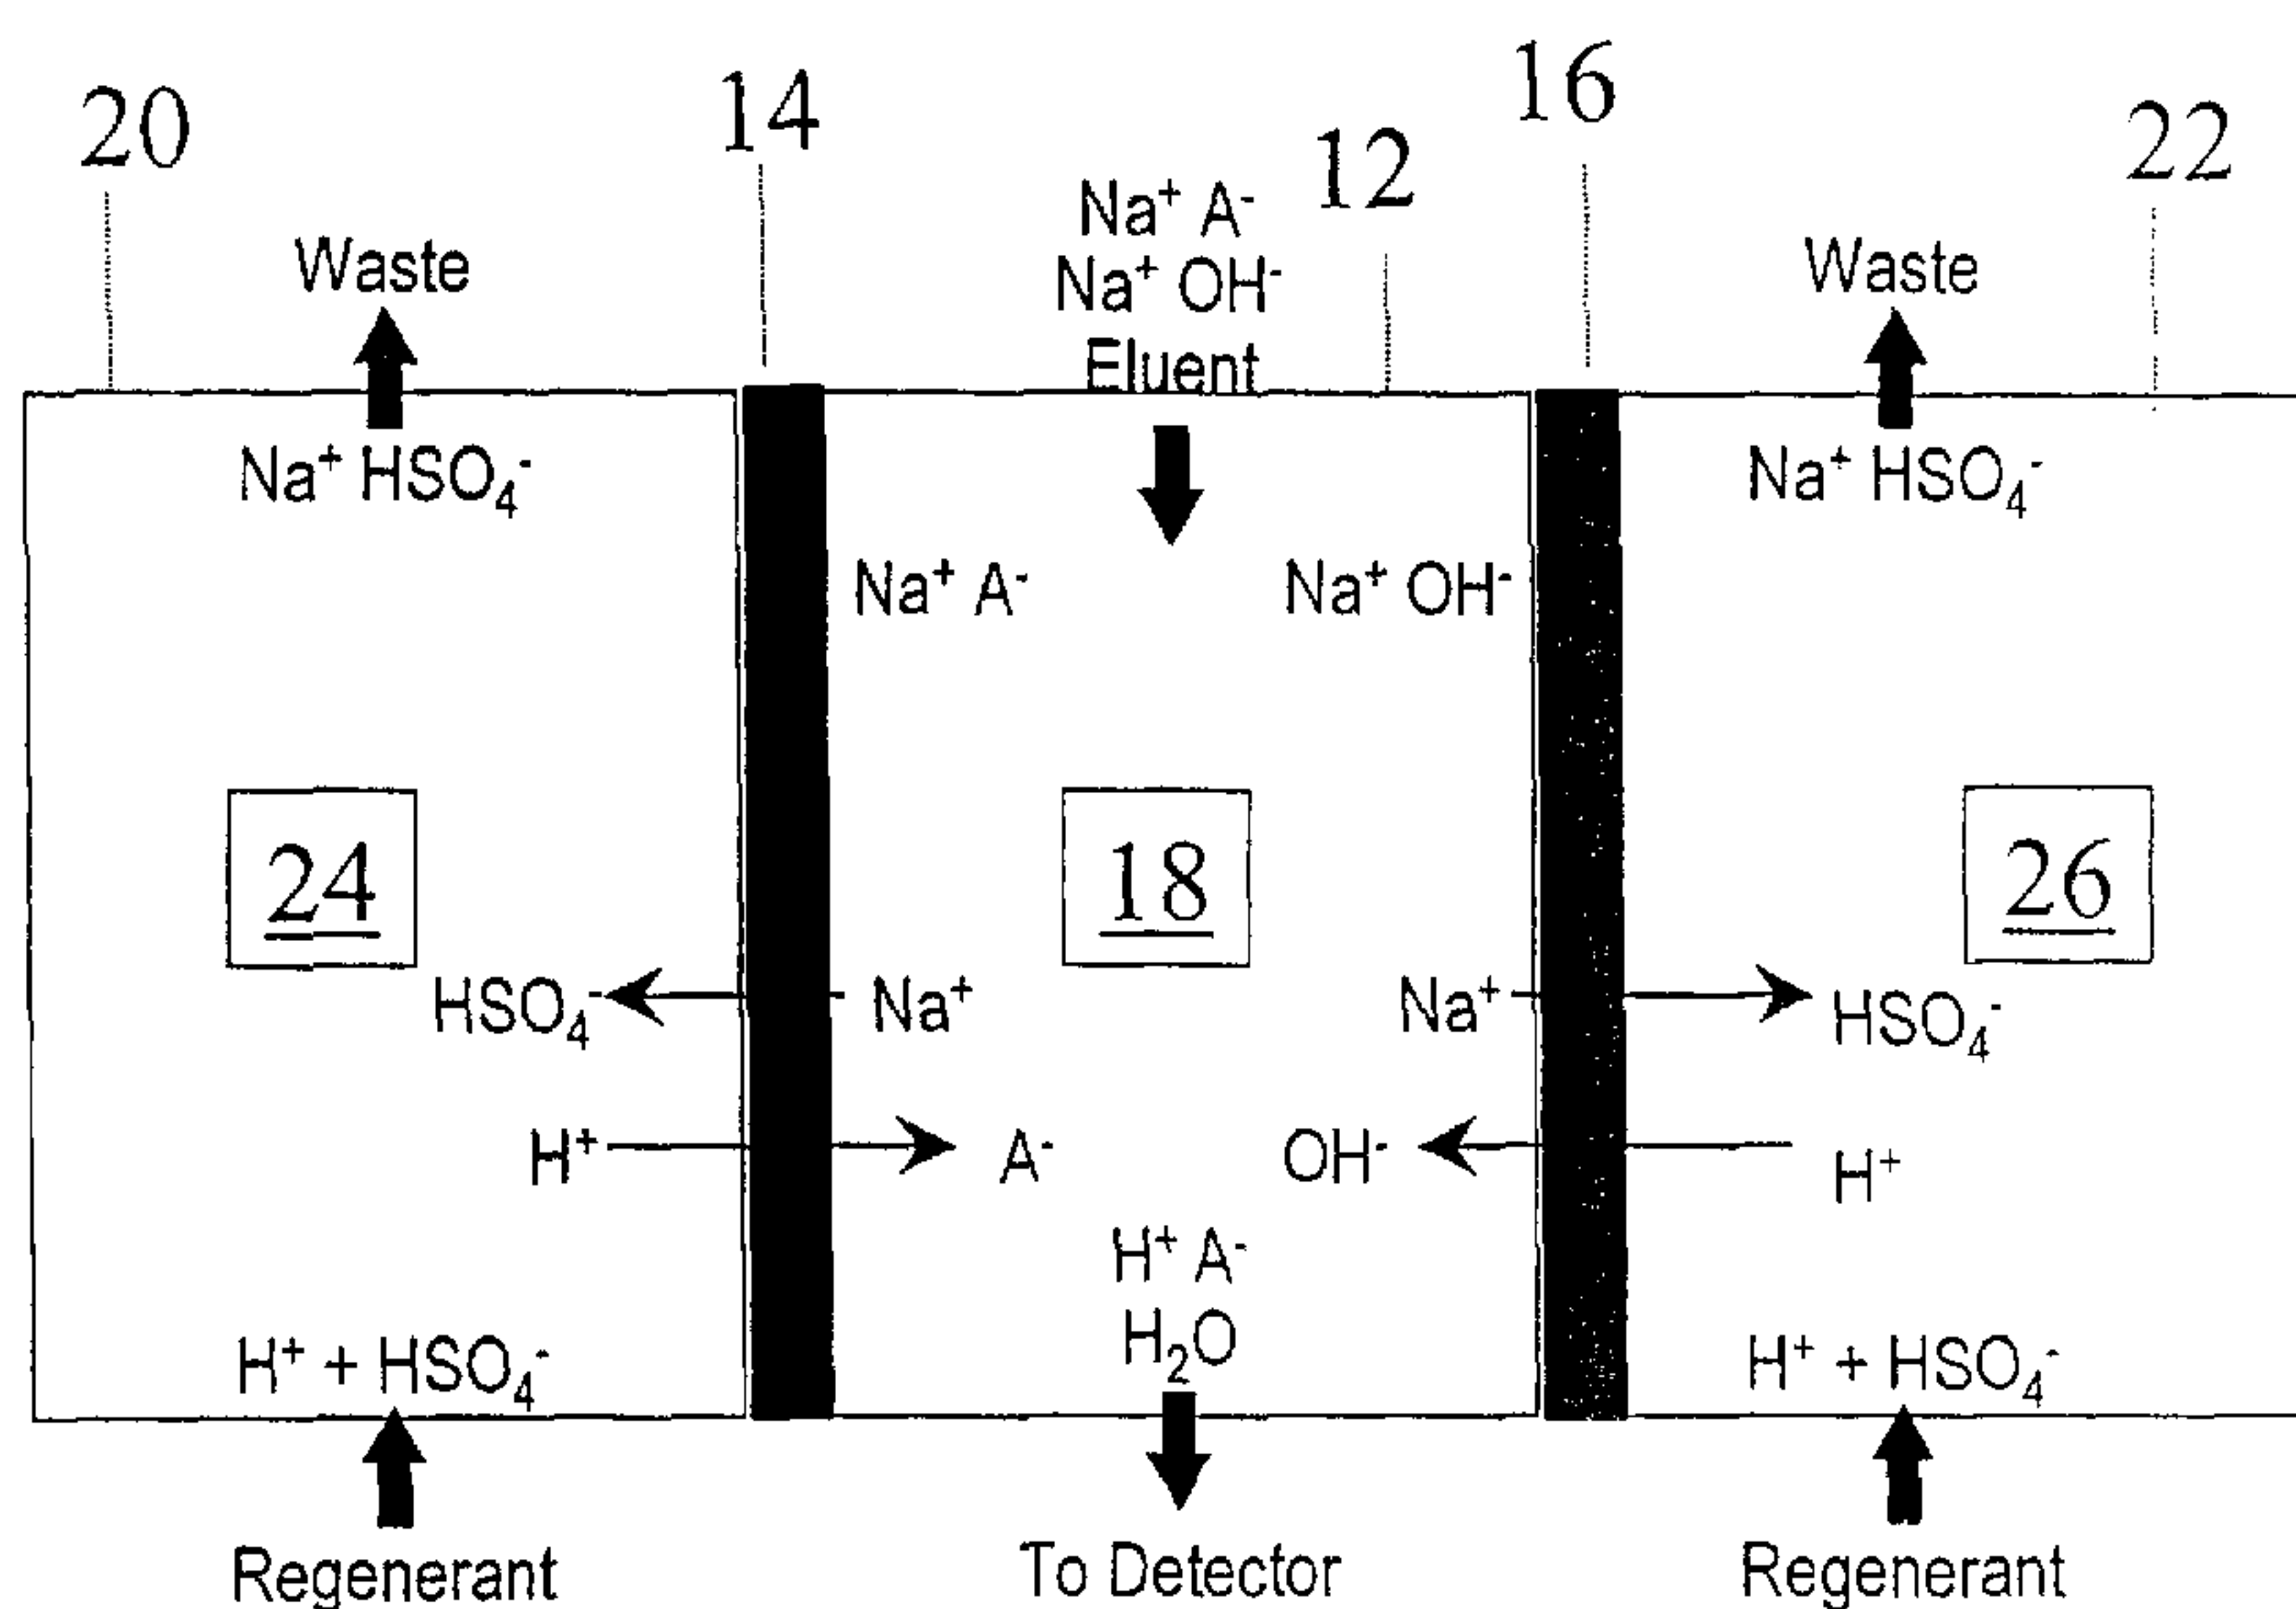 20 14 12 16 22
Waste Na⁺ A⁻ Waste
Na⁺ OH⁻
Eluent
Na⁺ HSO₄⁻ Na⁺ HSO₄⁻
Na⁺ A⁻ Na⁺ OH⁻
24 18 26
HSO₄⁻ Na⁺ Na⁺ HSO₄⁻
H⁺ A⁻ OH⁻ H⁺
H⁺ A⁻
H₂O
H⁺ + HSO₄⁻ H⁺ + HSO₄⁻
Regenerant To Detector Regenerant